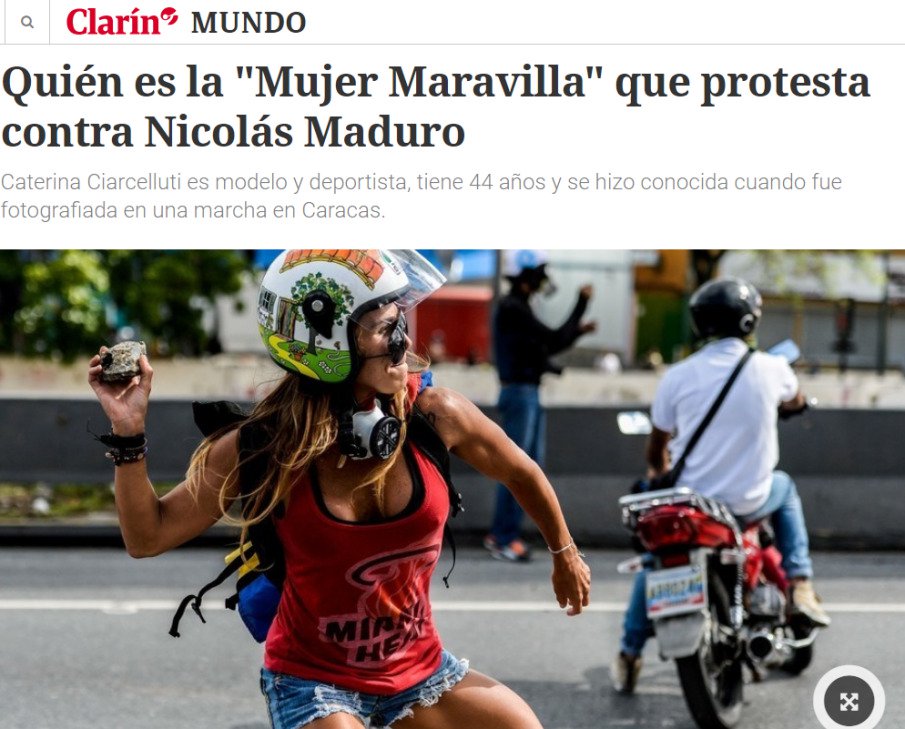 Clarín MUNDO
Quién es la "Mujer Maravilla" que protesta
contra Nicolás Maduro
Caterina Ciarcelluti es modelo y deportista, tiene 44 años y se hizo conocida cuando fue
fotografiada en una marcha en Caracas.
MIAMI
HEAT